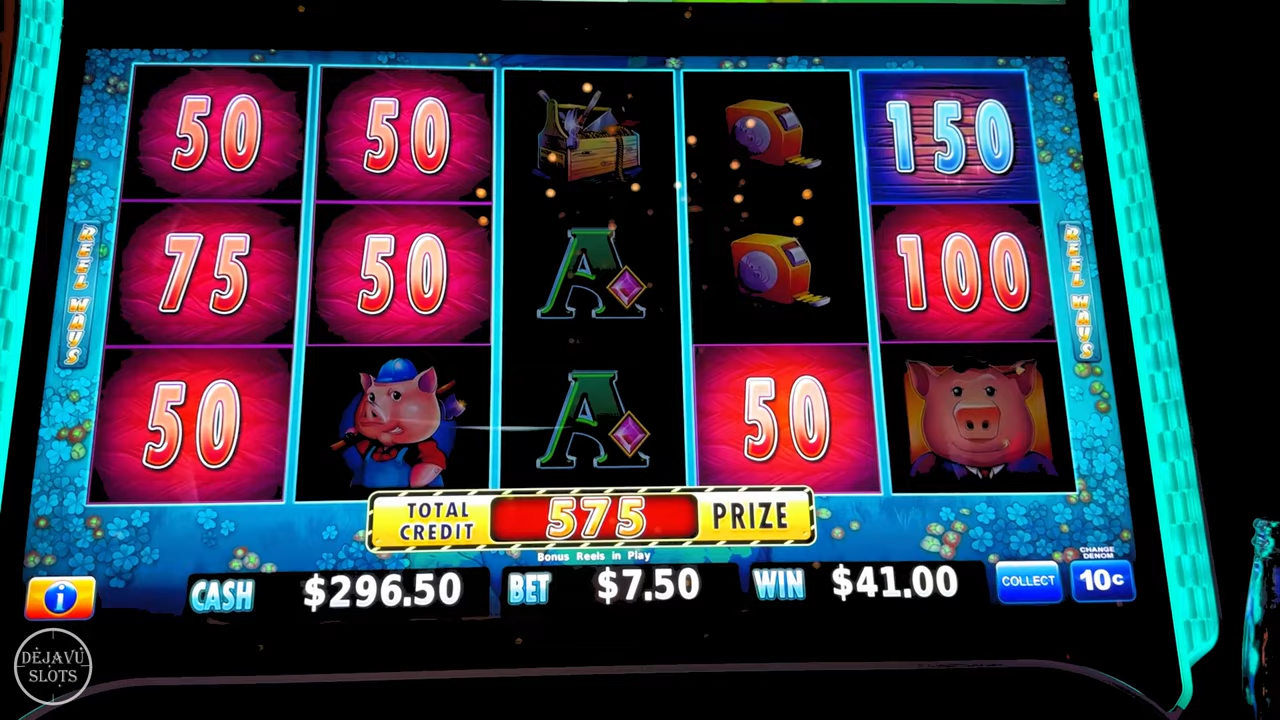 50 50 150
75 50 100
50 50
REEL WAYS
REEL WAYS
TOTAL CREDIT 575 PRIZE
Bonus Reels in Play
CASH $296.50 BET $7.50 WIN $41.00
COLLECT
CHANGE DENOM
10c
A
A
i
DEJAVU
SLOTS